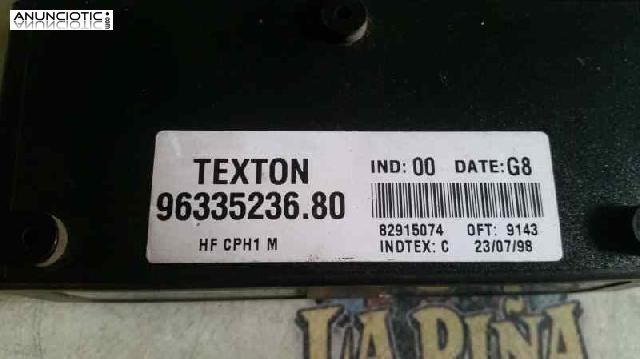 ANUNCIOTIC.com
TEXTON
96335236.80
HF CPH1 M
IND: 00 DATE: G8
82915074 OFT: 9143
INDTEX: C 23/07/98
LA PIÑA